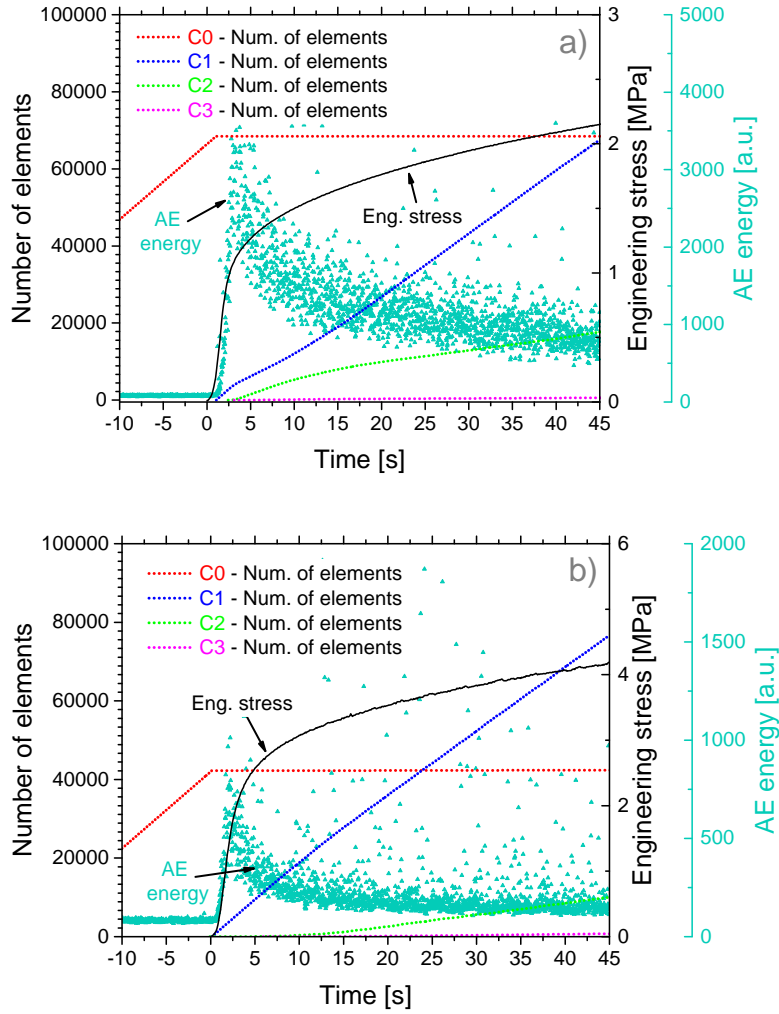 a)
C0 - Num. of elements
C1 - Num. of elements
C2 - Num. of elements
C3 - Num. of elements
100000
80000
60000
40000
20000
0
Number of elements
3
2
1
0
Engineering stress [MPa]
5000
4000
3000
2000
1000
0
AE energy [a.u.]
AE
energy
Eng. stress
-10 -5 0 5 10 15 20 25 30 35 40 45
Time [s]
b)
C0 - Num. of elements
C1 - Num. of elements
C2 - Num. of elements
C3 - Num. of elements
100000
80000
60000
40000
20000
0
Number of elements
6
4
2
0
Engineering stress [MPa]
2000
1500
1000
500
0
AE energy [a.u.]
Eng. stress
AE
energy
-10 -5 0 5 10 15 20 25 30 35 40 45
Time [s]